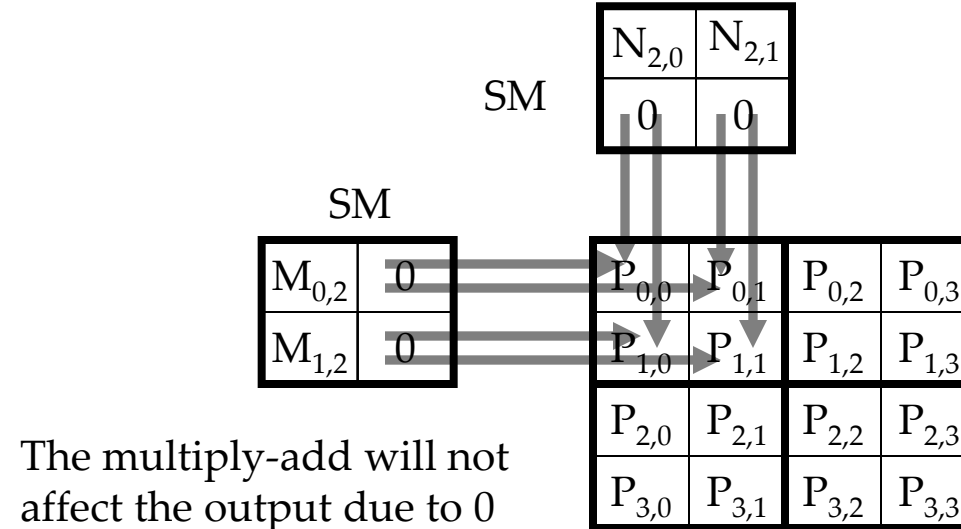 N2,0 N2,1
SM
0 0
SM
M0,2 0 P0,0 P0,1 P0,2 P0,3
M1,2 0 P1,0 P1,1 P1,2 P1,3
P2,0 P2,1 P2,2 P2,3
The multiply-add will not
affect the output due to 0
P3,0 P3,1 P3,2 P3,3